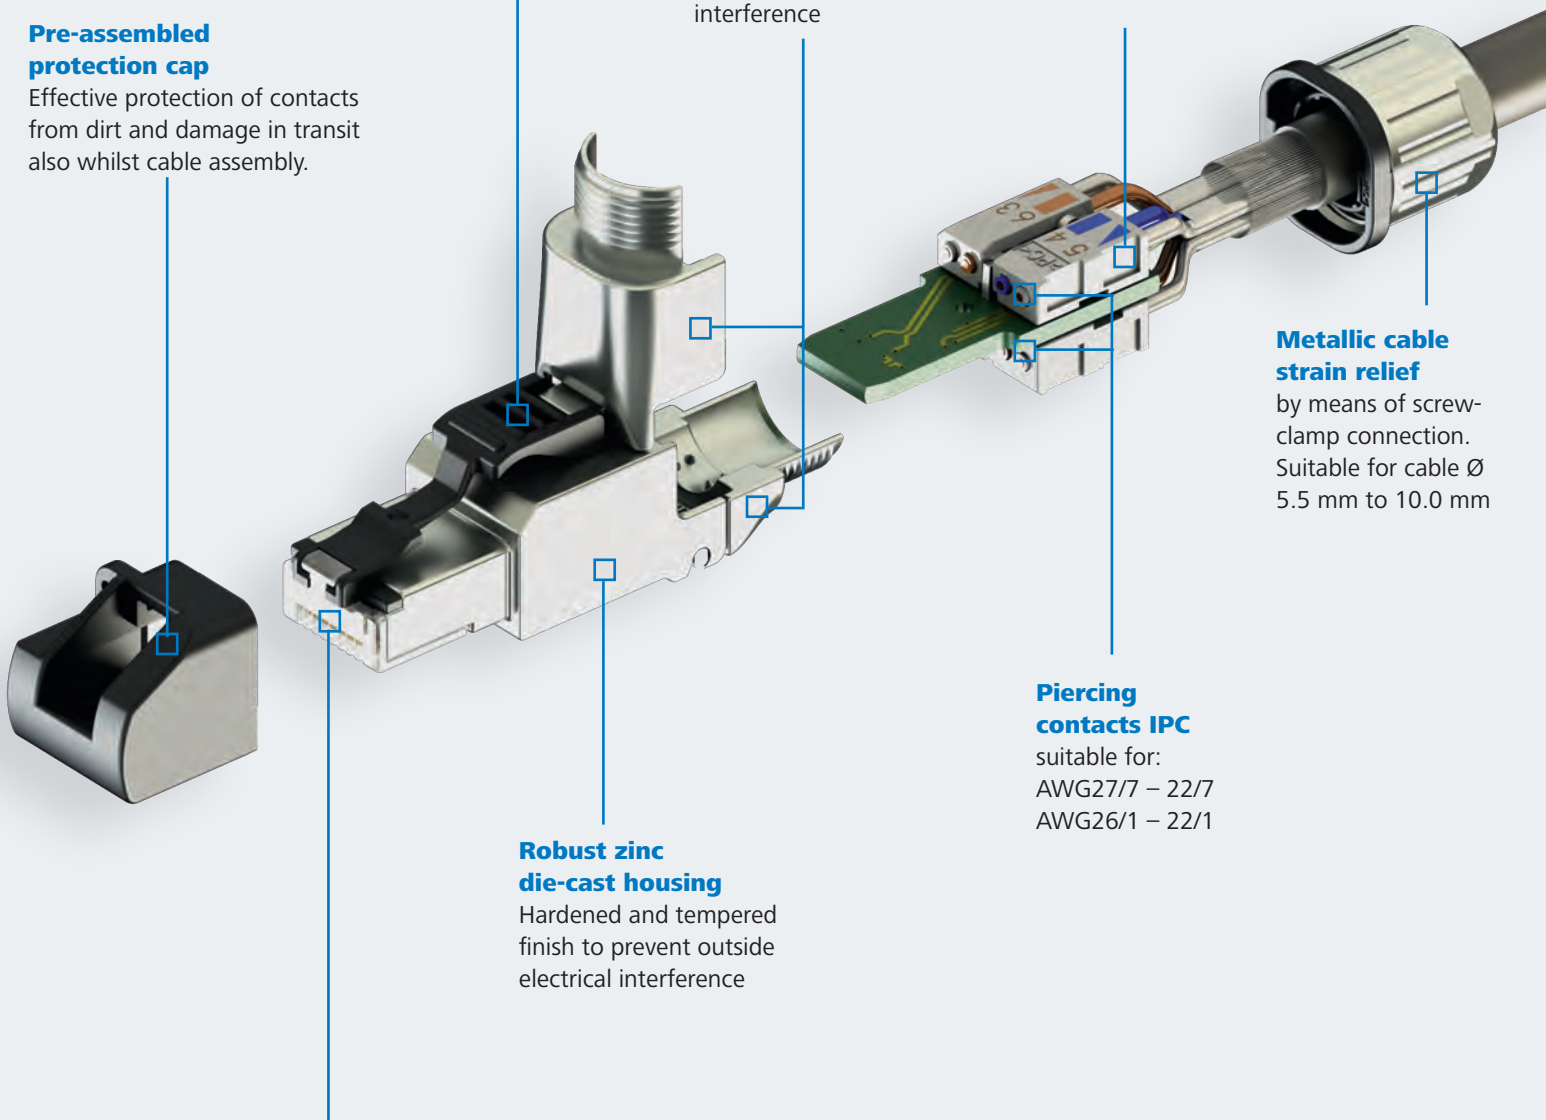 interference
Pre-assembled
protection cap
Effective protection of contacts
from dirt and damage in transit
also whilst cable assembly.
63
54
Metallic cable
strain relief
by means of screw-
clamp connection.
Suitable for cable Ø
5.5 mm to 10.0 mm
Piercing
contacts IPC
suitable for:
AWG27/7 – 22/7
AWG26/1 – 22/1
Robust zinc
die-cast housing
Hardened and tempered
finish to prevent outside
electrical interference